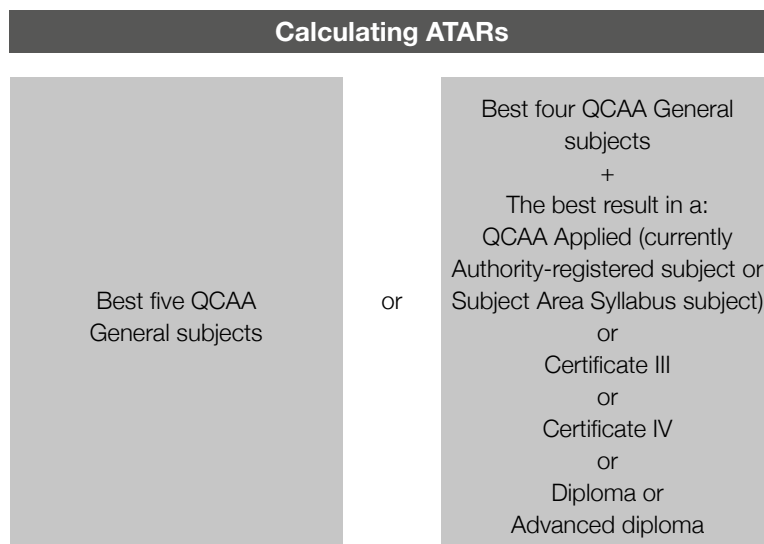 Calculating ATARs
Best five QCAA
General subjects
or
Best four QCAA General
subjects
+
The best result in a:
QCAA Applied (currently
Authority-registered subject or
Subject Area Syllabus subject)
or
Certificate III
or
Certificate IV
or
Diploma or
Advanced diploma